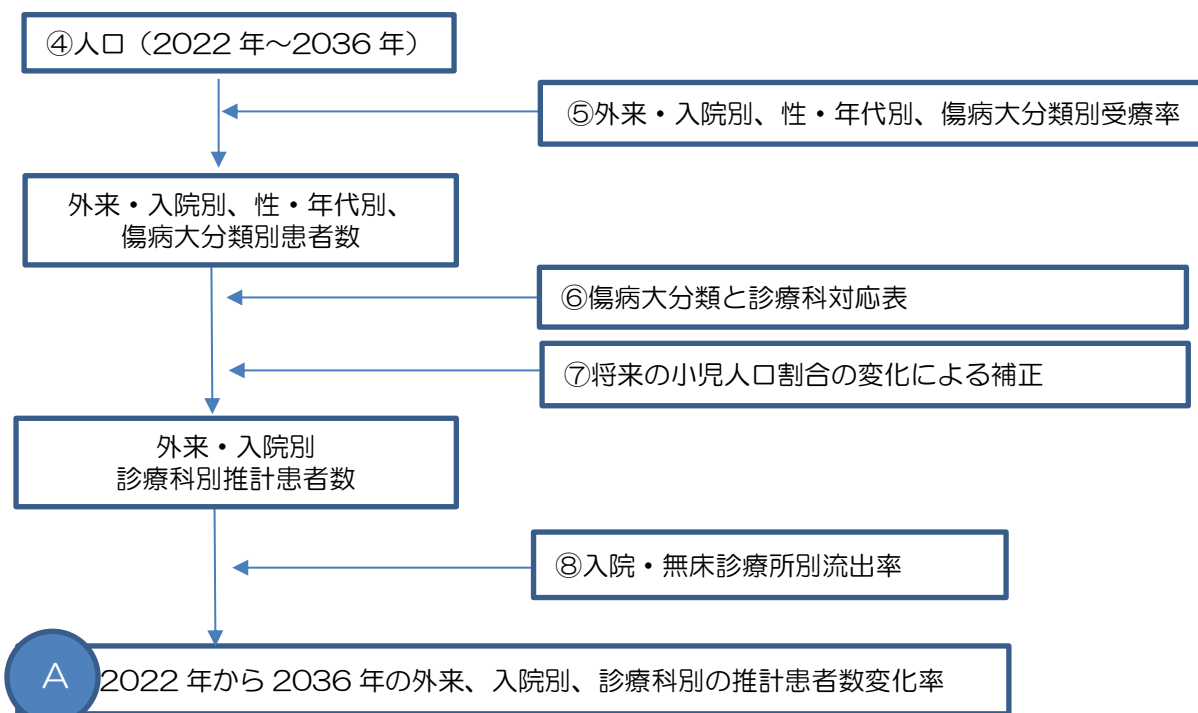 ④人口（2022 年～2036 年）
⑤外来・入院別、性・年代別、傷病大分類別受療率
外来・入院別、性・年代別、
傷病大分類別患者数
⑥傷病大分類と診療科対応表
⑦将来の小児人口割合の変化による補正
外来・入院別
診療科別推計患者数
⑧入院・無床診療所別流出率
A
2022 年から 2036 年の外来、入院別、診療科別の推計患者数変化率